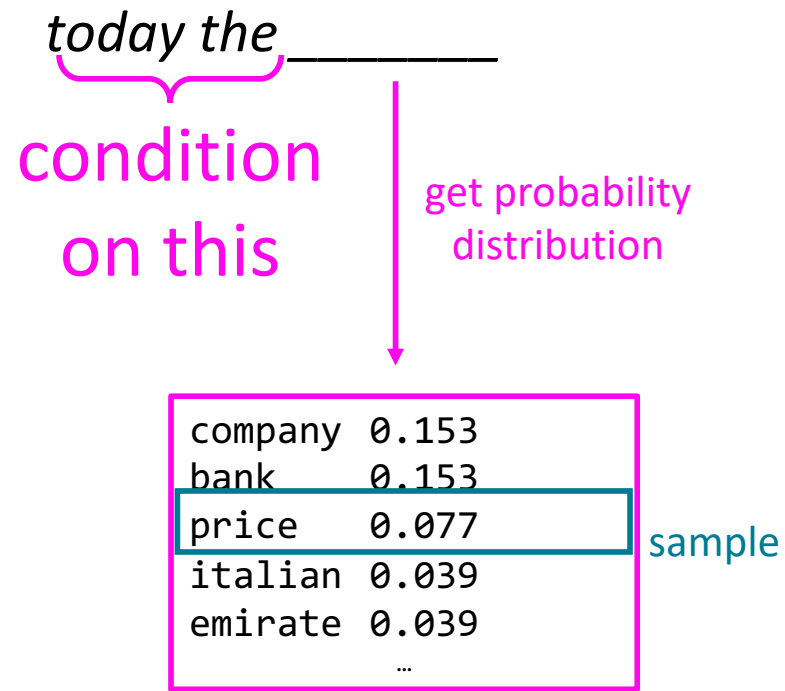 today the _______
condition
on this
get probability
distribution
company 0.153
bank 0.153
price 0.077
italian 0.039
emirate 0.039
…
sample